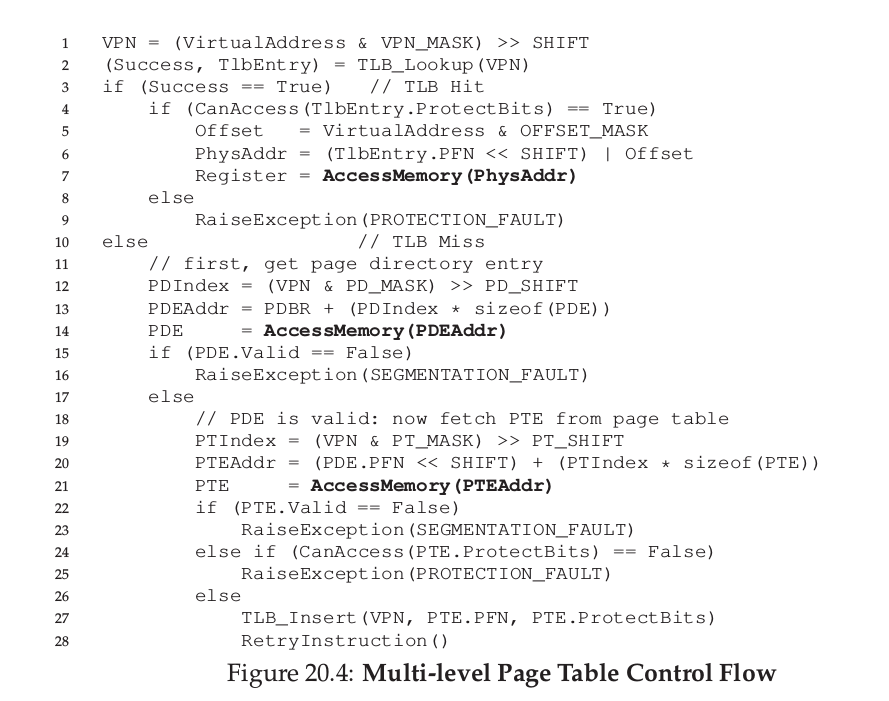 1 VPN = (VirtualAddress & VPN_MASK) >> SHIFT
2 (Success, TlbEntry) = TLB_Lookup(VPN)
3 if (Success == True)   // TLB Hit
4     if (CanAccess(TlbEntry.ProtectBits) == True)
5         Offset   = VirtualAddress & OFFSET_MASK
6         PhysAddr = (TlbEntry.PFN << SHIFT) | Offset
7         Register = AccessMemory(PhysAddr)
8     else
9         RaiseException(PROTECTION_FAULT)
10 else                  // TLB Miss
11     // first, get page directory entry
12     PDIndex = (VPN & PD_MASK) >> PD_SHIFT
13     PDEAddr = PDBR + (PDIndex * sizeof(PDE))
14     PDE     = AccessMemory(PDEAddr)
15     if (PDE.Valid == False)
16         RaiseException(SEGMENTATION_FAULT)
17     else
18         // PDE is valid: now fetch PTE from page table
19         PTIndex = (VPN & PT_MASK) >> PT_SHIFT
20         PTEAddr = (PDE.PFN << SHIFT) + (PTIndex * sizeof(PTE))
21         PTE     = AccessMemory(PTEAddr)
22         if (PTE.Valid == False)
23             RaiseException(SEGMENTATION_FAULT)
24         else if (CanAccess(PTE.ProtectBits) == False)
25             RaiseException(PROTECTION_FAULT)
26         else
27             TLB_Insert(VPN, PTE.PFN, PTE.ProtectBits)
28             RetryInstruction()
Figure 20.4: Multi-level Page Table Control Flow